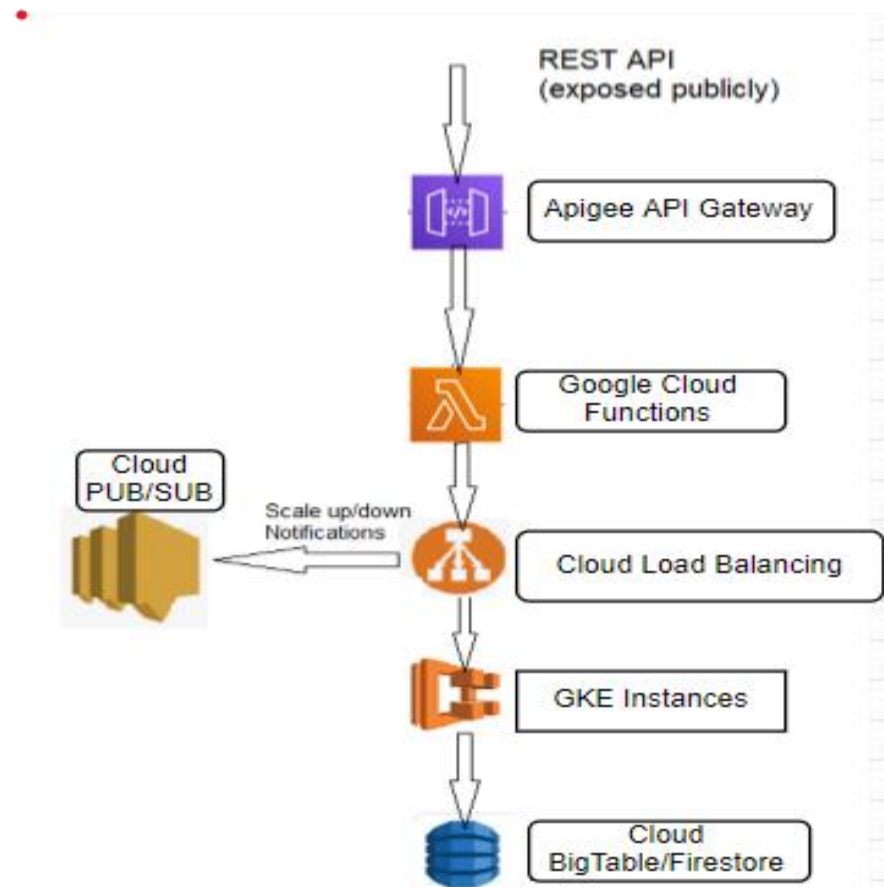 REST API
(exposed publicly)
Apigee API Gateway
Google Cloud
Functions
Cloud
PUB/SUB
Scale up/down
Notifications
Cloud Load Balancing
GKE Instances
Cloud
BigTable/Firestore